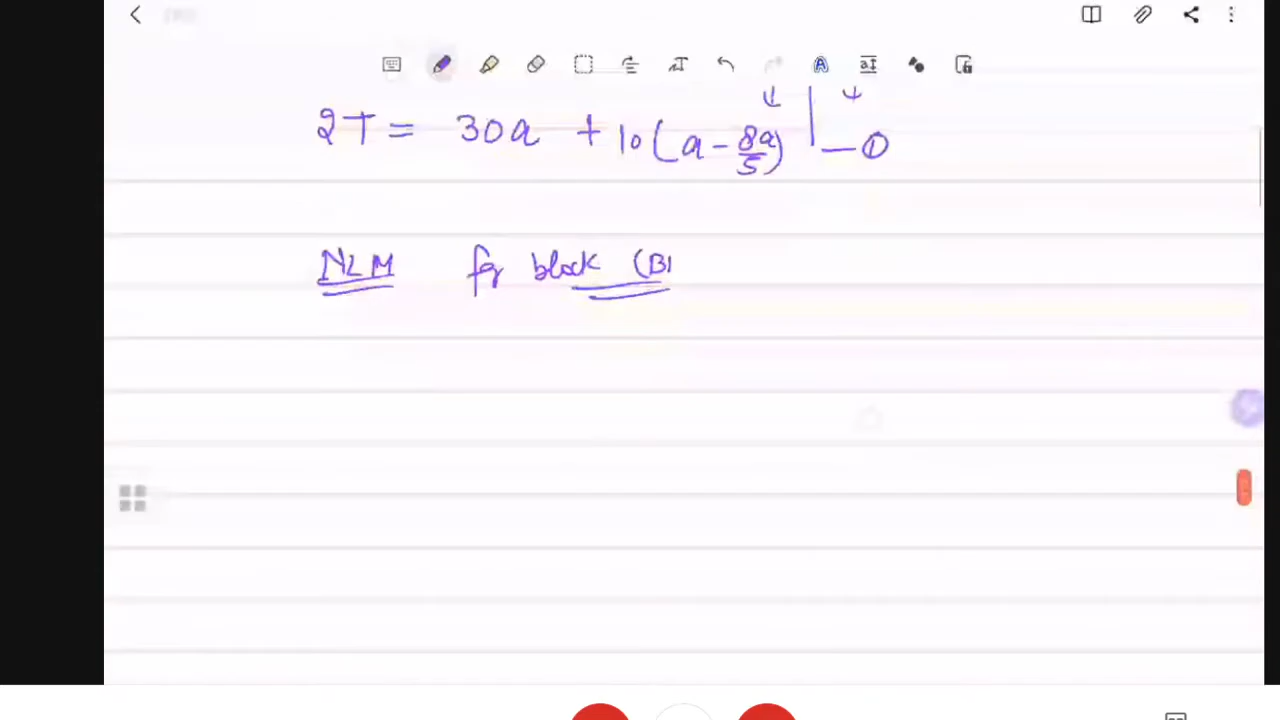 2T = 30a + 10(a - 8a/5) | —①
NLM for block (B)